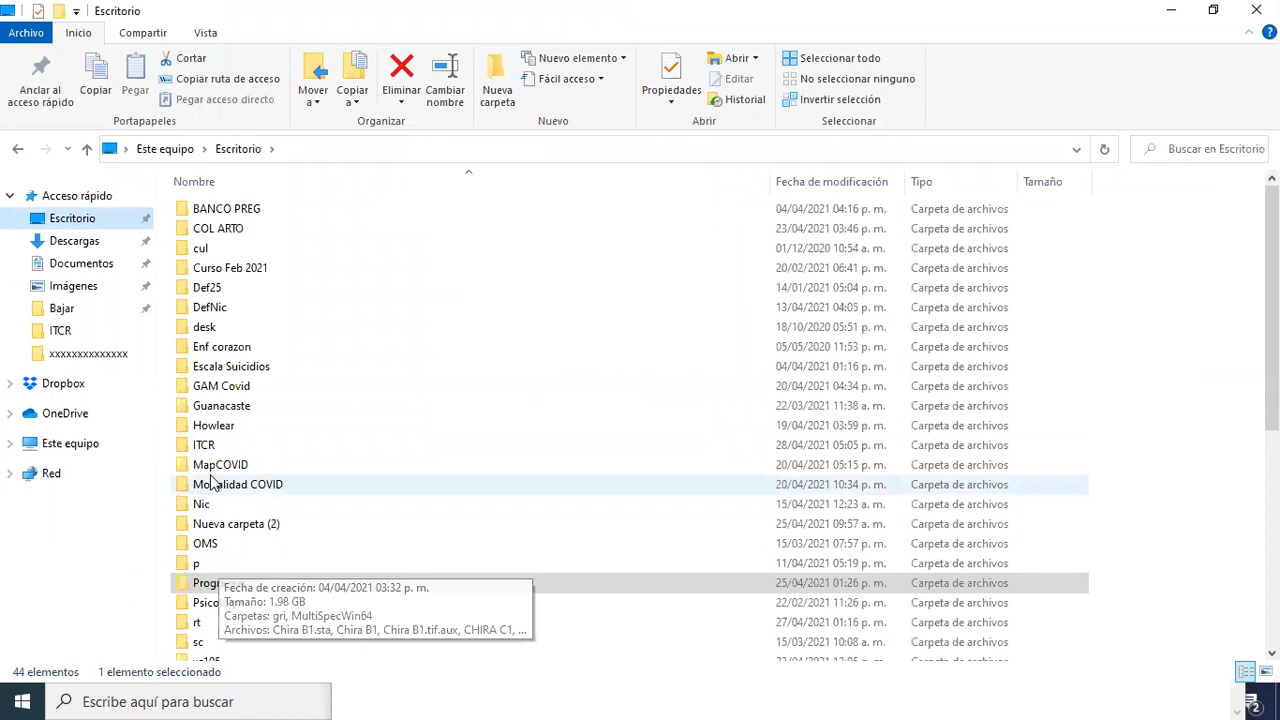 Escritorio
Archivo Inicio Compartir Vista
Anclar al acceso rápido
Copiar
Pegar
Cortar
Copiar ruta de acceso
Pegar acceso directo
Portapapeles
Mover a
Copiar a
Eliminar
Cambiar nombre
Organizar
Nueva carpeta
Nuevo elemento
Fácil acceso
Nuevo
Propiedades
Abrir
Editar
Historial
Abrir
Seleccionar todo
No seleccionar ninguno
Invertir selección
Seleccionar
Este equipo > Escritorio >
Buscar en Escritorio
Acceso rápido
Escritorio
Descargas
Documentos
Imágenes
Bajar
ITCR
xxxxxxxxxxxxxx
Dropbox
OneDrive
Este equipo
Red
Nombre Fecha de modificación Tipo Tamaño
BANCO PREG 04/04/2021 04:16 p. m. Carpeta de archivos
COL ARTO 23/04/2021 03:46 p. m. Carpeta de archivos
cul 01/12/2020 10:54 a. m. Carpeta de archivos
Curso Feb 2021 20/02/2021 06:41 p. m. Carpeta de archivos
Def25 14/01/2021 05:04 p. m. Carpeta de archivos
DefNic 13/04/2021 04:05 p. m. Carpeta de archivos
desk 18/10/2020 05:51 p. m. Carpeta de archivos
Enf corazon 05/05/2020 11:53 p. m. Carpeta de archivos
Escala Suicidios 04/04/2021 01:16 p. m. Carpeta de archivos
GAM Covid 20/04/2021 04:34 p. m. Carpeta de archivos
Guanacaste 22/03/2021 11:38 a. m. Carpeta de archivos
Howlear 19/04/2021 03:59 p. m. Carpeta de archivos
ITCR 28/04/2021 05:05 p. m. Carpeta de archivos
MapCOVID 20/04/2021 05:15 p. m. Carpeta de archivos
COVID 20/04/2021 10:34 p. m. Carpeta de archivos
Nic 15/04/2021 12:23 a. m. Carpeta de archivos
Nueva carpeta (2) 25/04/2021 09:57 a. m. Carpeta de archivos
OMS 15/03/2021 07:57 p. m. Carpeta de archivos
p 11/04/2021 05:19 p. m. Carpeta de archivos
25/04/2021 01:26 p. m. Carpeta de archivos
22/02/2021 11:26 p. m. Carpeta de archivos
rt 27/04/2021 01:16 p. m. Carpeta de archivos
sc 15/03/2021 10:08 a. m. Carpeta de archivos
Fecha de creación: 04/04/2021 03:32 p. m.
Tamaño: 1.98 GB
Carpetas: gri, MultiSpecWin64
Archivos: Chira B1.sta, Chira B1, Chira B1.tif.aux, CHIRA C1, ...
44 elementos 1 elemento seleccionado
Escribe aquí para buscar
2